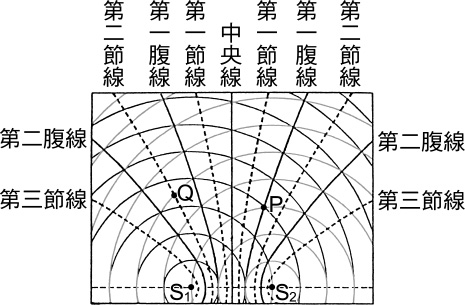 第二節線
第一腹線
第一節線
中央線
第一節線
第一腹線
第二節線
第二腹線
第二腹線
第三節線
第三節線
Q
P
S₁
S₂